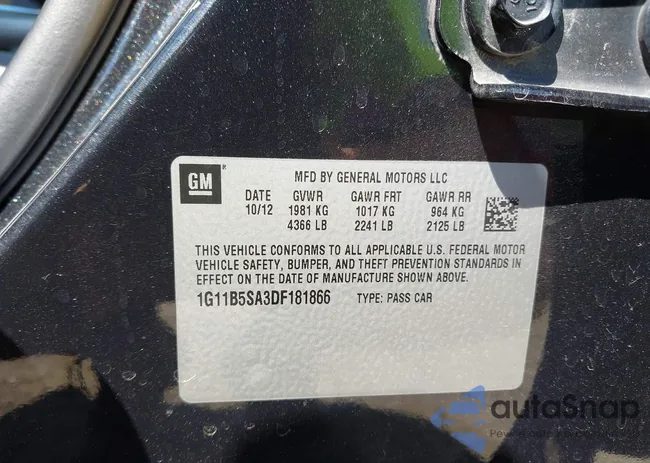 GM
MFD BY GENERAL MOTORS LLC
DATE GVWR GAWR FRT GAWR RR
10/12 1981 KG 1017 KG 964 KG
4366 LB 2241 LB 2125 LB
THIS VEHICLE CONFORMS TO ALL APPLICABLE U.S. FEDERAL MOTOR
VEHICLE SAFETY, BUMPER, AND THEFT PREVENTION STANDARDS IN
EFFECT ON THE DATE OF MANUFACTURE SHOWN ABOVE.
1G11B5SA3DF181866 TYPE: PASS CAR
autoSnap